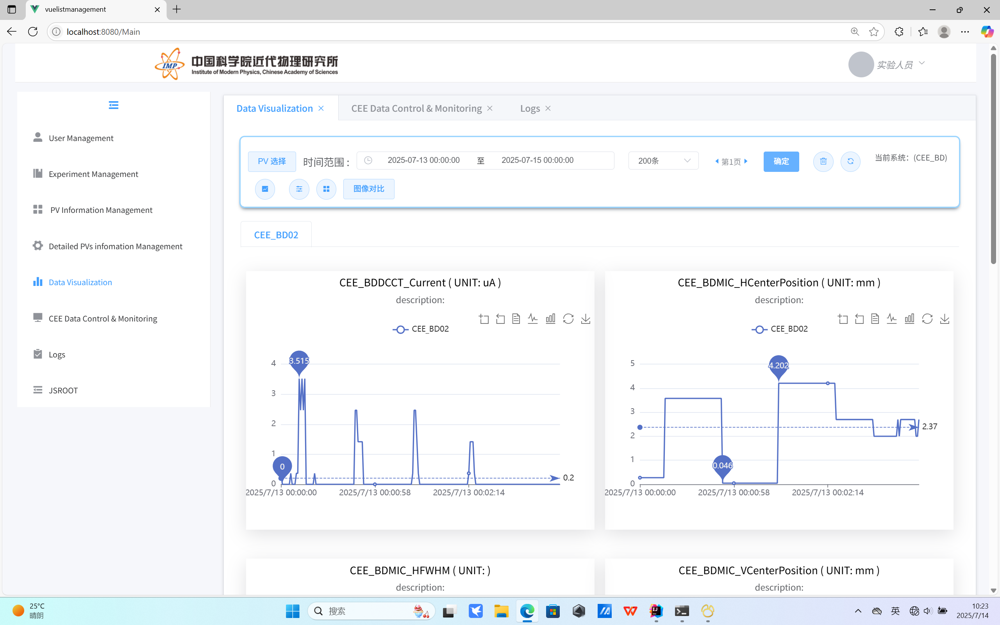 vuelistmanagement
localhost:8080/Main
IMP
中国科学院近代物理研究所
Institute of Modern Physics, Chinese Academy of Sciences
实验人员
User Management
Experiment Management
PV Information Management
Detailed PVs infomation Management
Data Visualization
CEE Data Control & Monitoring
Logs
JSROOT
Data Visualization
CEE Data Control & Monitoring
Logs
PV 选择
时间范围 :
2025-07-13 00:00:00
至
2025-07-15 00:00:00
200条
第1页
确定
当前系统：(CEE_BD)
图像对比
CEE_BD02
CEE_BDDCCT_Current ( UNIT: uA )
description:
CEE_BD02
4
3
2
1
0
3.515
0
0.2
2025/7/13 00:00:00
2025/7/13 00:00:58
2025/7/13 00:02:14
CEE_BDMIC_HCenterPosition ( UNIT: mm )
description:
CEE_BD02
5
4
3
2
1
0
4.202
0.046
2.37
2025/7/13 00:00:00
2025/7/13 00:00:58
2025/7/13 00:02:14
CEE_BDMIC_HFWHM ( UNIT: )
description:
CEE_BDMIC_VCenterPosition ( UNIT: mm )
description:
25°C
晴朗
搜索
IJ
英
10:23
2025/7/14